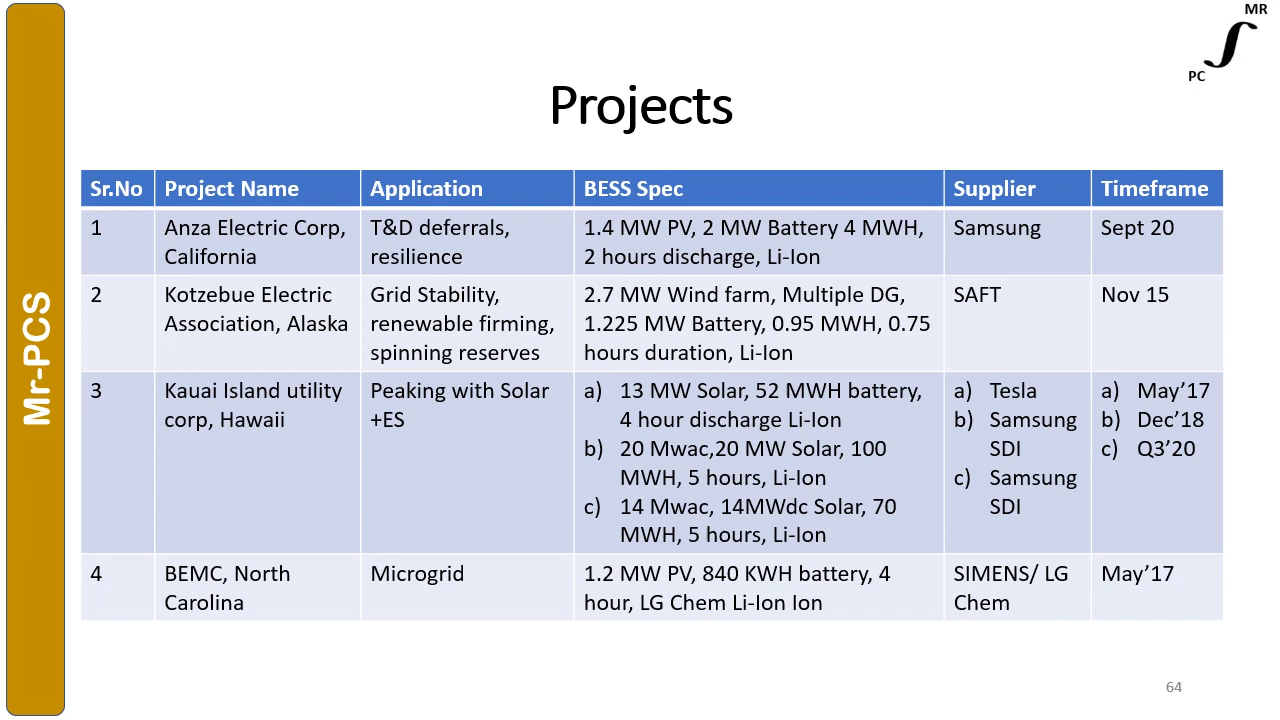 MR
PC
Mr-PCS
Projects
Sr.No Project Name Application BESS Spec Supplier Timeframe
1 Anza Electric Corp, California T&D deferrals, resilience 1.4 MW PV, 2 MW Battery 4 MWH, 2 hours discharge, Li-Ion Samsung Sept 20
2 Kotzebue Electric Association, Alaska Grid Stability, renewable firming, spinning reserves 2.7 MW Wind farm, Multiple DG, 1.225 MW Battery, 0.95 MWH, 0.75 hours duration, Li-Ion SAFT Nov 15
3 Kauai Island utility corp, Hawaii Peaking with Solar +ES a) 13 MW Solar, 52 MWH battery, 4 hour discharge Li-Ion b) 20 Mwac,20 MW Solar, 100 MWH, 5 hours, Li-Ion c) 14 Mwac, 14MWdc Solar, 70 MWH, 5 hours, Li-Ion a) Tesla b) Samsung SDI c) Samsung SDI a) May’17 b) Dec’18 c) Q3’20
4 BEMC, North Carolina Microgrid 1.2 MW PV, 840 KWH battery, 4 hour, LG Chem Li-Ion Ion SIMENS/ LG Chem May’17
64